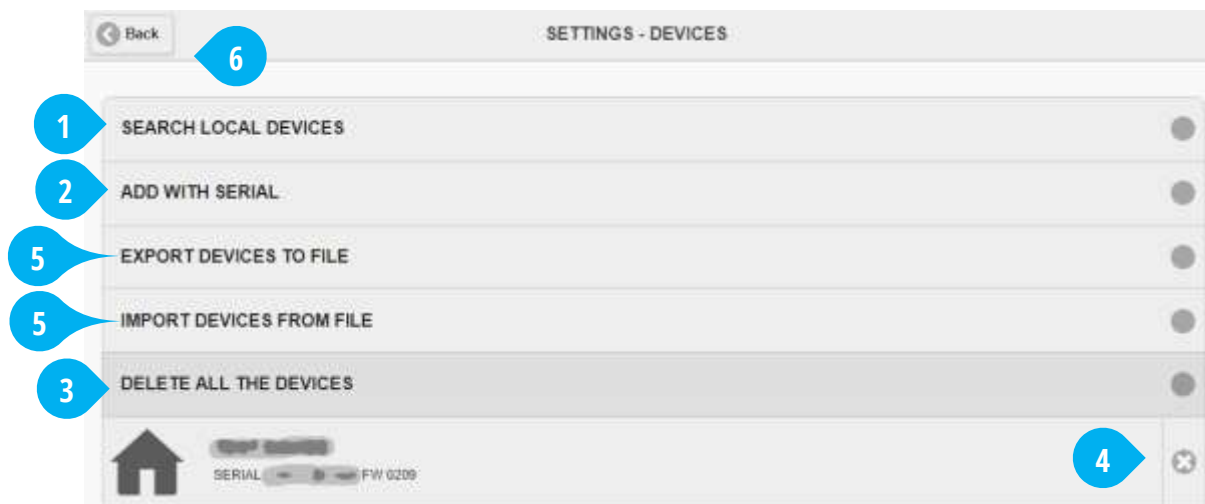 Back
SETTINGS - DEVICES
6
1
SEARCH LOCAL DEVICES
2
ADD WITH SERIAL
5
EXPORT DEVICES TO FILE
5
IMPORT DEVICES FROM FILE
3
DELETE ALL THE DEVICES
4
SERIAL FW 0209